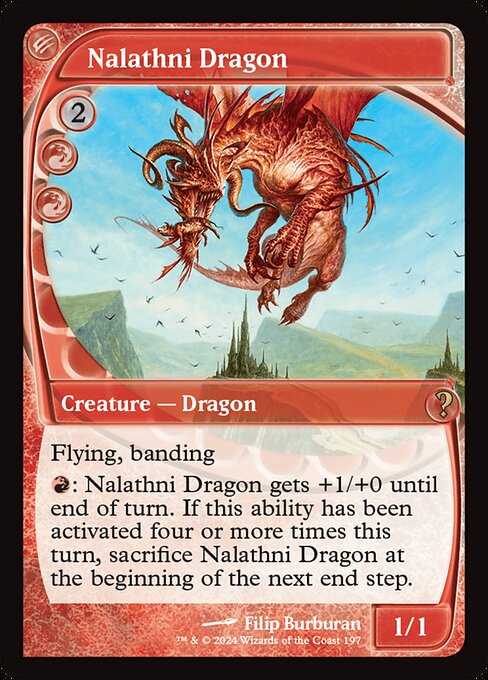 Nalathni Dragon
2
Creature — Dragon
?
Flying, banding
: Nalathni Dragon gets +1/+0 until
end of turn. If this ability has been
activated four or more times this
turn, sacrifice Nalathni Dragon at
the beginning of the next end step.
Filip Burburan
™ & © 2024 Wizards of the Coast 197
1/1